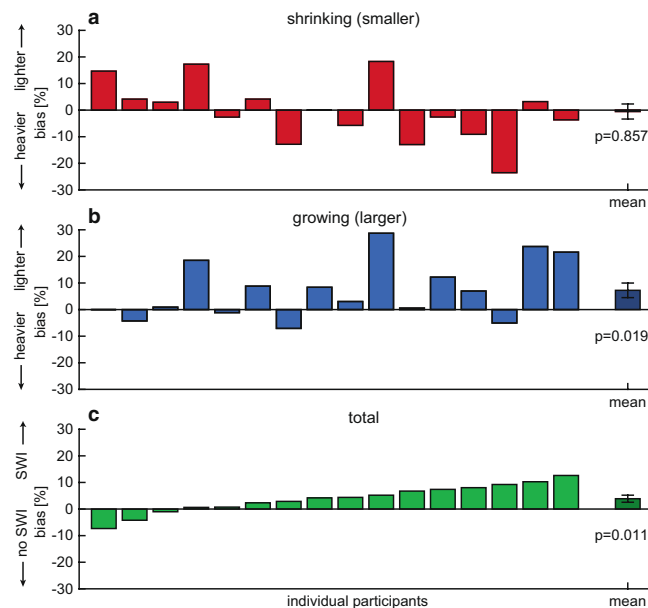 a
shrinking (smaller)
30
20
10
0
-10
-20
-30
bias [%]
← heavier lighter →
p=0.857
mean
b
growing (larger)
30
20
10
0
-10
-20
-30
bias [%]
← heavier lighter →
p=0.019
mean
c
total
30
20
10
0
-10
-20
-30
bias [%]
← no SWI SWI →
p=0.011
individual participants
mean